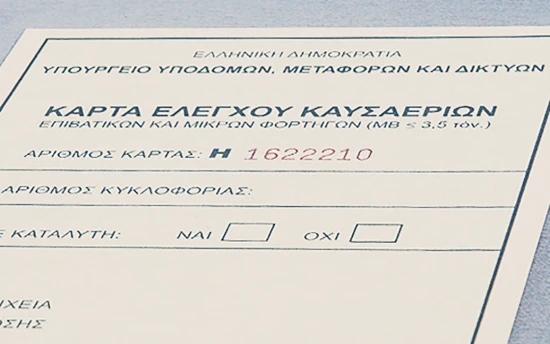 ΕΛΛΗΝΙΚΗ ΔΗΜΟΚΡΑΤΙΑ
ΥΠΟΥΡΓΕΙΟ ΥΠΟΔΟΜΩΝ, ΜΕΤΑΦΟΡΩΝ ΚΑΙ ΔΙΚΤΥΩΝ
ΚΑΡΤΑ ΕΛΕΓΧΟΥ ΚΑΥΣΑΕΡΙΩΝ
ΕΠΙΒΑΤΙΚΩΝ ΚΑΙ ΜΙΚΡΩΝ ΦΟΡΤΗΓΩΝ (ΜΒ ≤ 3,5 τόν.)
ΑΡΙΘΜΟΣ ΚΑΡΤΑΣ: Η 1622210
ΑΡΙΘΜΟΣ ΚΥΚΛΟΦΟΡΙΑΣ:
ΚΑΤΑΛΥΤΗ: ΝΑΙ ΟΧΙ